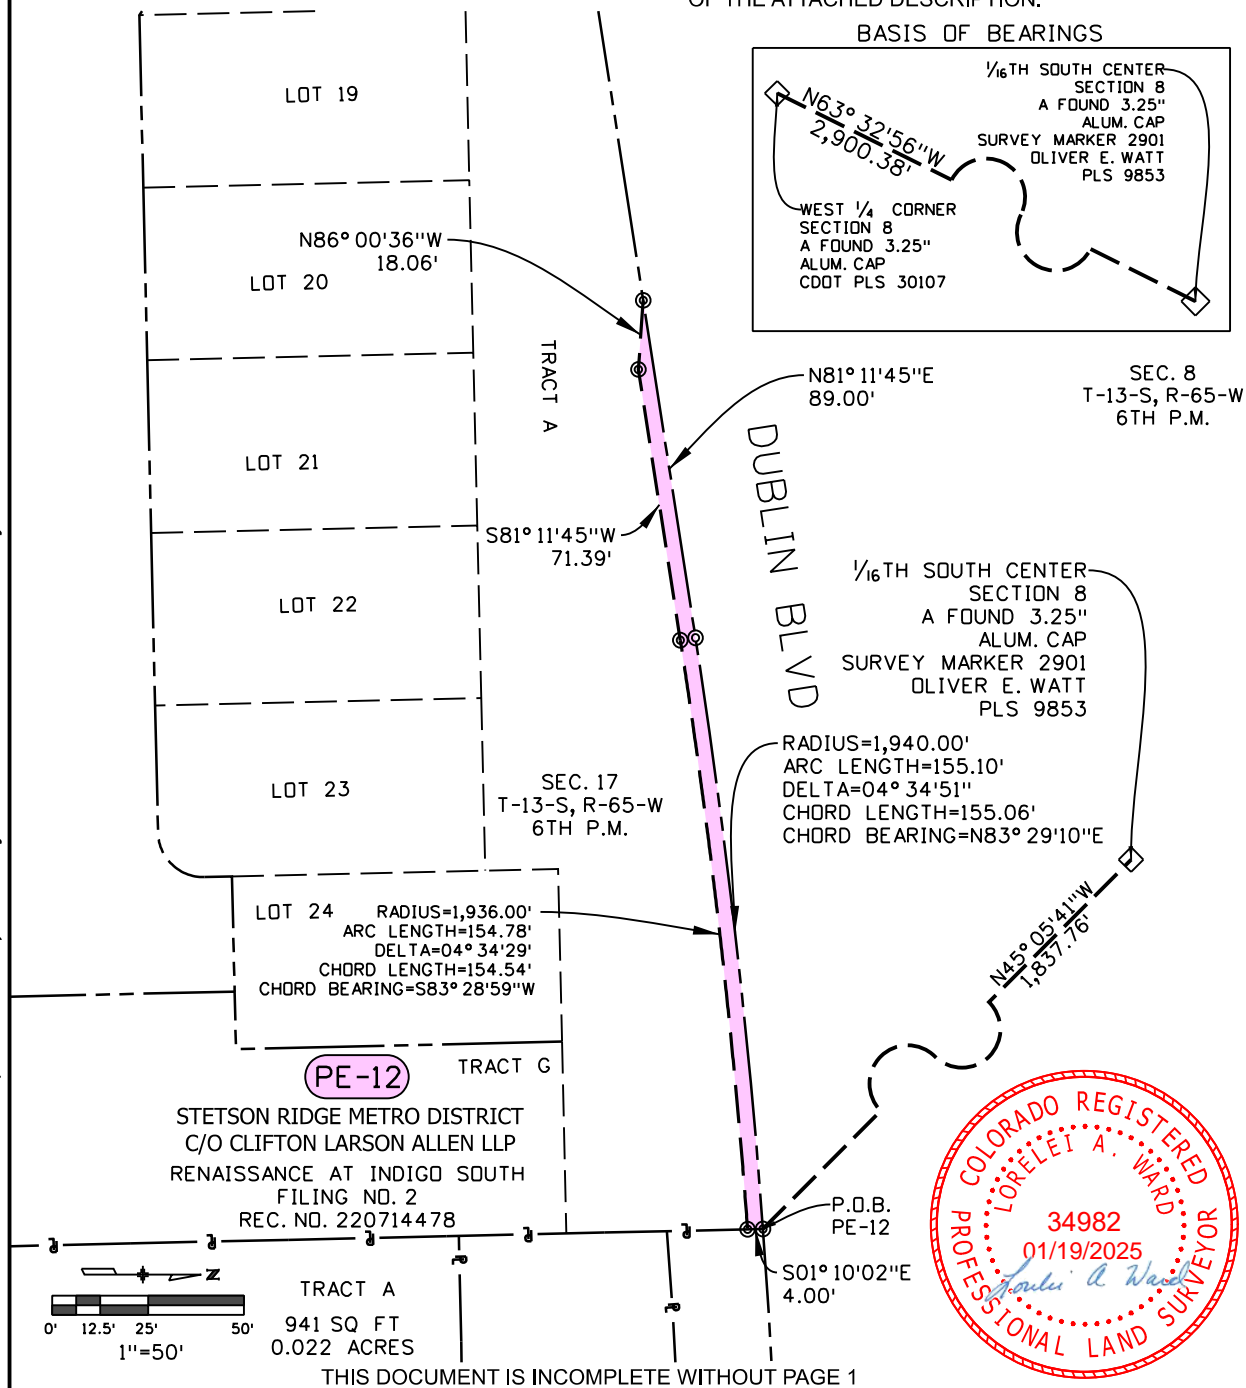 OF THE ATTACHED DESCRIPTION.
BASIS OF BEARINGS
1/16TH SOUTH CENTER
SECTION 8
A FOUND 3.25"
ALUM. CAP
SURVEY MARKER 2901
OLIVER E. WATT
PLS 9853
N63° 32'56"W
2,900.38'
WEST 1/4 CORNER
SECTION 8
A FOUND 3.25"
ALUM. CAP
CDOT PLS 30107
LOT 19
N86° 00'36"W
18.06'
LOT 20
TRACT A
N81° 11'45"E
89.00'
SEC. 8
T-13-S, R-65-W
6TH P.M.
LOT 21
DUBLIN BLVD
S81° 11'45"W
71.39'
LOT 22
1/16TH SOUTH CENTER
SECTION 8
A FOUND 3.25"
ALUM. CAP
SURVEY MARKER 2901
OLIVER E. WATT
PLS 9853
RADIUS=1,940.00'
ARC LENGTH=155.10'
DELTA=04° 34'51"
CHORD LENGTH=155.06'
CHORD BEARING=N83° 29'10"E
LOT 23
SEC. 17
T-13-S, R-65-W
6TH P.M.
LOT 24
RADIUS=1,936.00'
ARC LENGTH=154.78'
DELTA=04° 34'29'
CHORD LENGTH=154.54'
CHORD BEARING=S83° 28'59"W
N45° 05'41"W
1,837.76'
PE-12
TRACT G
STETSON RIDGE METRO DISTRICT
C/O CLIFTON LARSON ALLEN LLP
RENAISSANCE AT INDIGO SOUTH
FILING NO. 2
REC. NO. 220714478
P.O.B.
PE-12
S01° 10'02"E
4.00'
COLORADO REGISTERED
LORELEI A. WARD
34982
01/19/2025
Lorelei A Ward
PROFESSIONAL LAND SURVEYOR
N
0' 12.5' 25' 50'
1"=50'
TRACT A
941 SQ FT
0.022 ACRES
THIS DOCUMENT IS INCOMPLETE WITHOUT PAGE 1